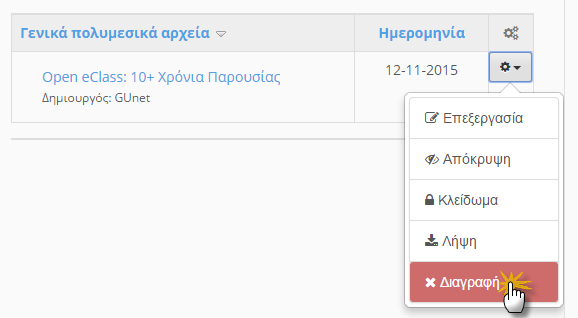 Γενικά πολυμεσικά αρχεία Ημερομηνία
Open eClass: 10+ Χρόνια Παρουσίας 12-11-2015
Δημιουργός: GUnet
Επεξεργασία
Απόκρυψη
Κλείδωμα
Λήψη
Διαγραφή